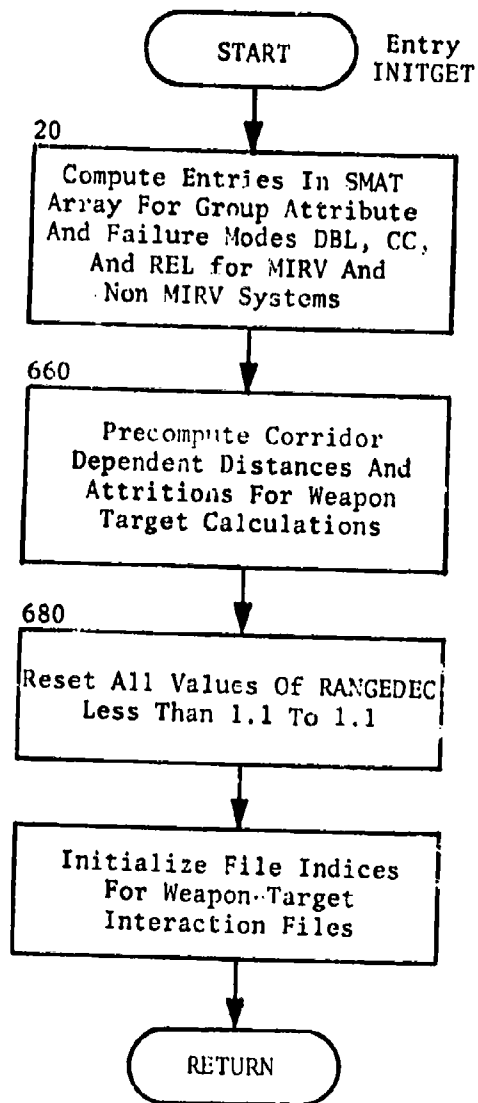 START
Entry
INITGET
20
Compute Entries In SMAT
Array For Group Attribute
And Failure Modes DBL, CC,
And REL for MIRV And
Non MIRV Systems
660
Precompute Corridor
Dependent Distances And
Attritions For Weapon
Target Calculations
680
Reset All Values Of RANGEDEC
Less Than 1.1 To 1.1
Initialize File Indices
For Weapon-Target
Interaction Files
RETURN